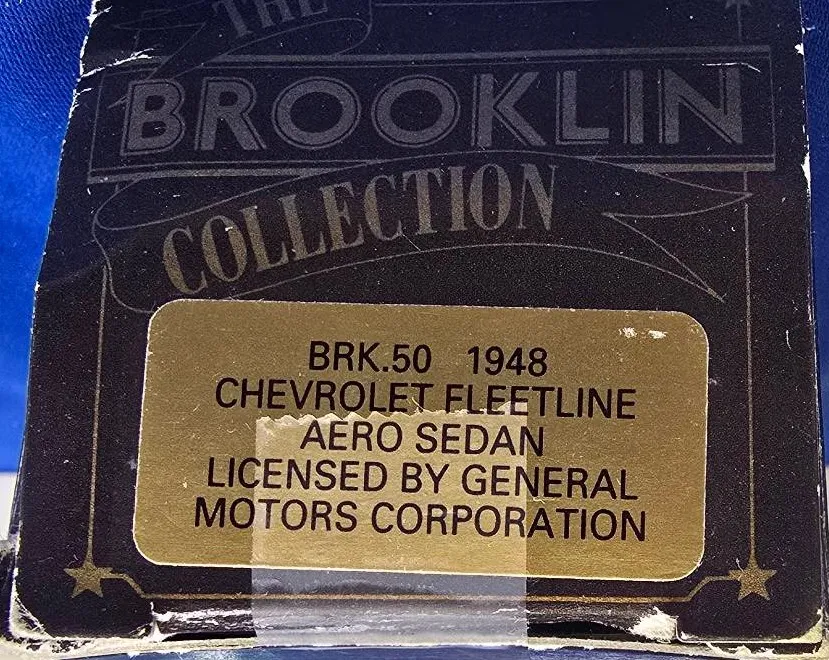 THE
BROOKLIN
COLLECTION
BRK.50 1948
CHEVROLET FLEETLINE
AERO SEDAN
LICENSED BY GENERAL
MOTORS CORPORATION